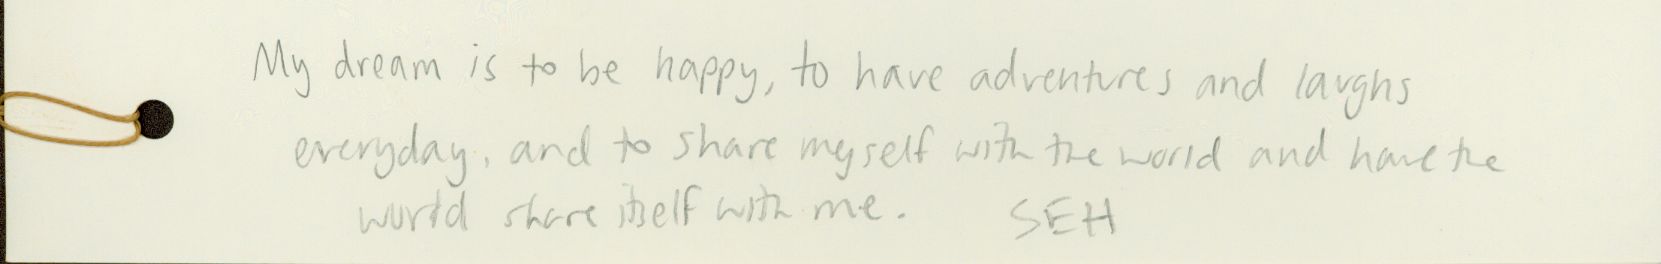 My dream is to be happy, to have adventures and laughs
everyday, and to share myself with the world and have the
world share itself with me. SEH